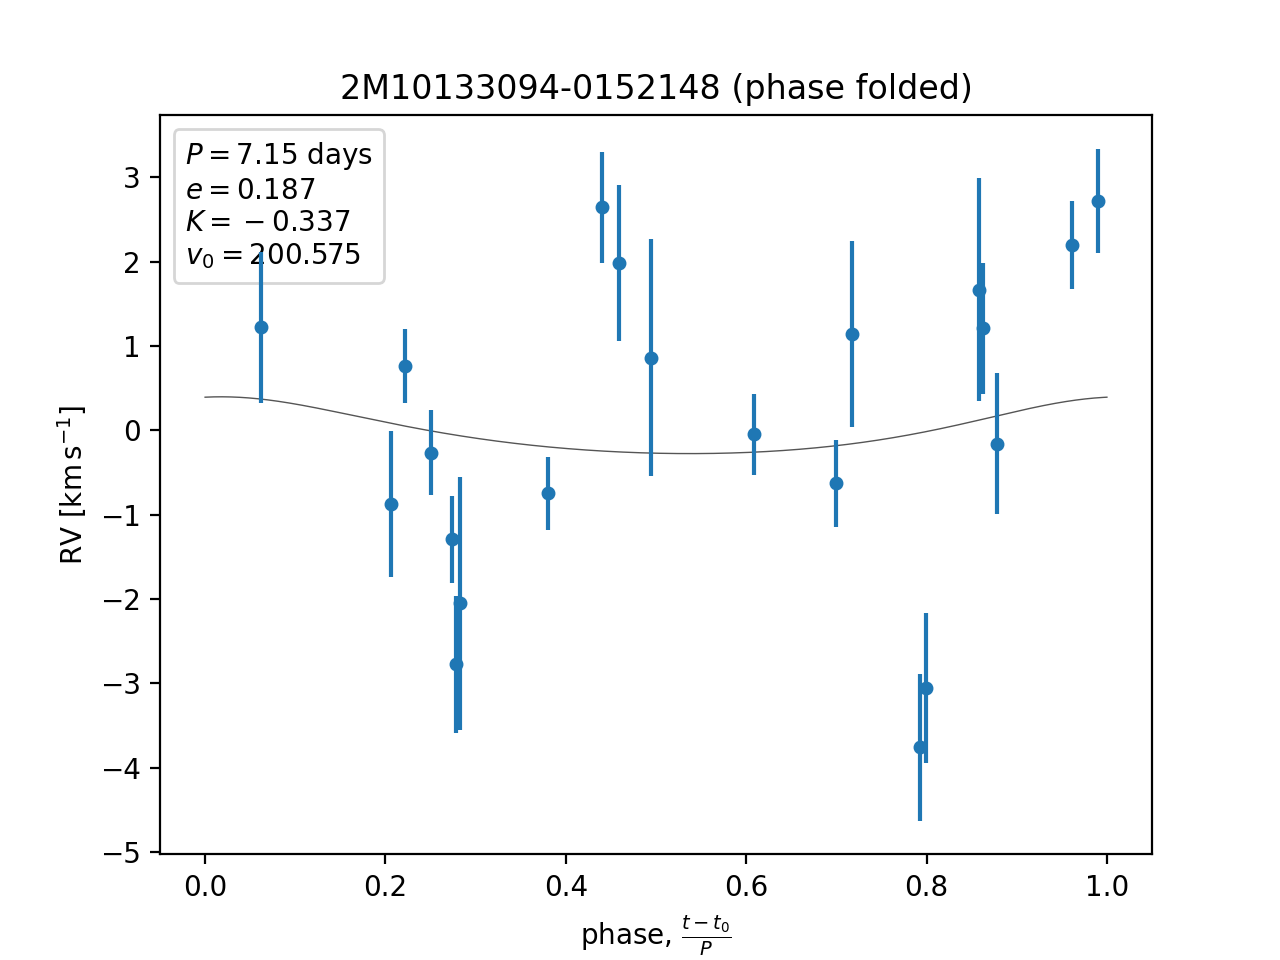 2M10133094-0152148 (phase folded)
P = 7.15 days
e = 0.187
K = −0.337
v₀ = 200.575
3
2
1
0
−1
−2
−3
−4
−5
RV [km s⁻¹]
0.0 0.2 0.4 0.6 0.8 1.0
phase, (t − t₀)/P